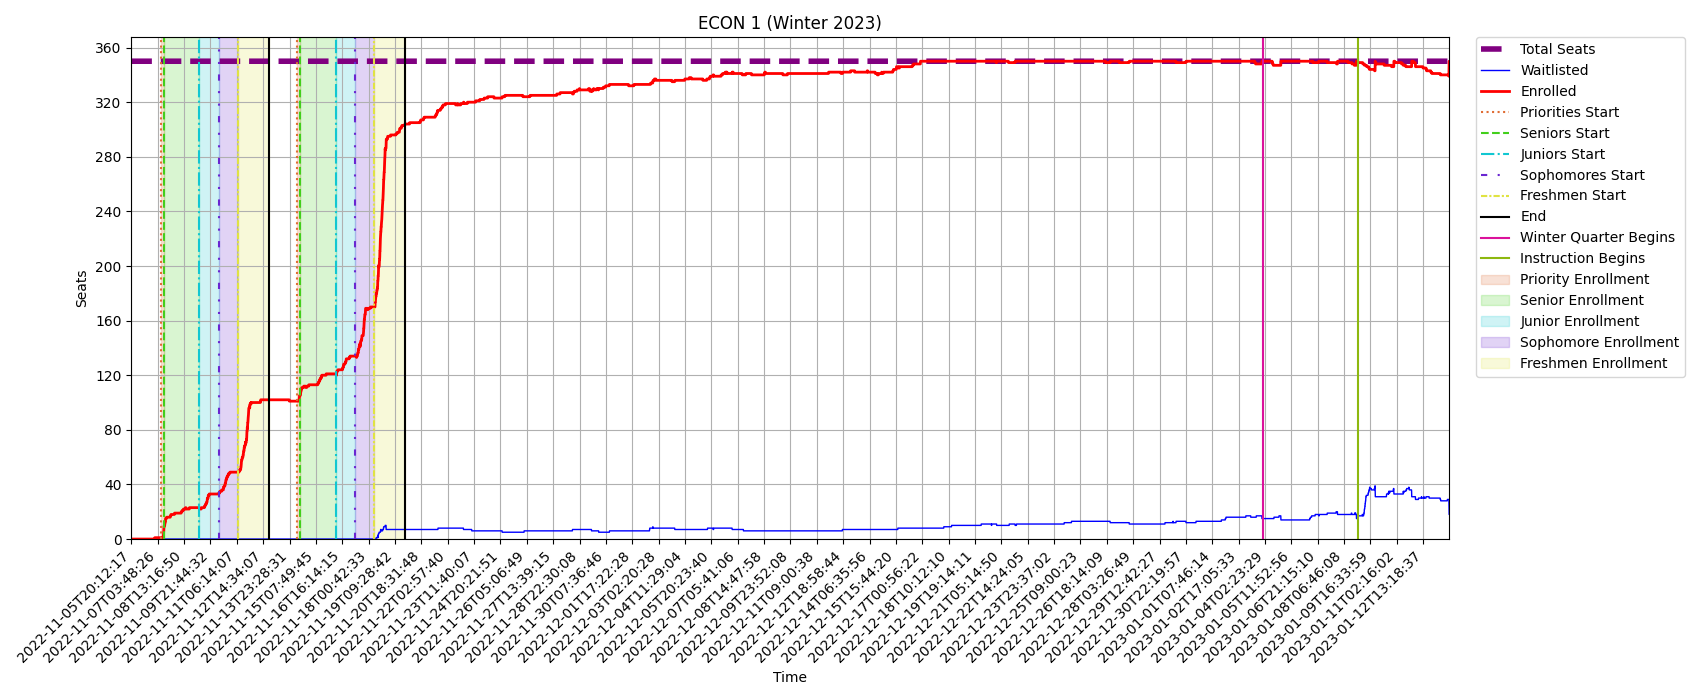 ECON 1 (Winter 2023)
360
320
280
240
200
160
120
80
40
0
Seats
2022-11-05T20:12:17
2022-11-07T03:48:26
2022-11-08T13:16:50
2022-11-09T21:44:32
2022-11-11T06:14:07
2022-11-12T14:34:07
2022-11-13T23:28:31
2022-11-15T07:49:45
2022-11-16T16:14:15
2022-11-18T00:42:33
2022-11-19T09:28:42
2022-11-20T18:31:48
2022-11-22T02:57:40
2022-11-23T11:40:07
2022-11-24T20:21:51
2022-11-26T05:06:49
2022-11-27T13:39:15
2022-11-28T22:30:08
2022-11-30T07:36:46
2022-12-01T17:22:28
2022-12-03T02:20:28
2022-12-04T11:29:04
2022-12-05T20:23:40
2022-12-07T05:41:06
2022-12-08T14:47:58
2022-12-09T23:52:08
2022-12-11T09:00:38
2022-12-12T18:58:44
2022-12-14T06:35:56
2022-12-15T15:44:20
2022-12-17T00:56:22
2022-12-18T10:12:10
2022-12-19T19:14:11
2022-12-21T05:14:50
2022-12-22T14:24:05
2022-12-23T23:37:02
2022-12-25T09:00:23
2022-12-26T18:14:09
2022-12-28T03:26:49
2022-12-29T12:42:27
2022-12-30T22:19:57
2023-01-01T07:46:14
2023-01-02T17:05:33
2023-01-04T02:23:29
2023-01-05T11:52:56
2023-01-06T21:15:10
2023-01-08T06:46:08
2023-01-09T16:33:59
2023-01-11T02:16:02
2023-01-12T13:18:37
Time
Total Seats
Waitlisted
Enrolled
Priorities Start
Seniors Start
Juniors Start
Sophomores Start
Freshmen Start
End
Winter Quarter Begins
Instruction Begins
Priority Enrollment
Senior Enrollment
Junior Enrollment
Sophomore Enrollment
Freshmen Enrollment